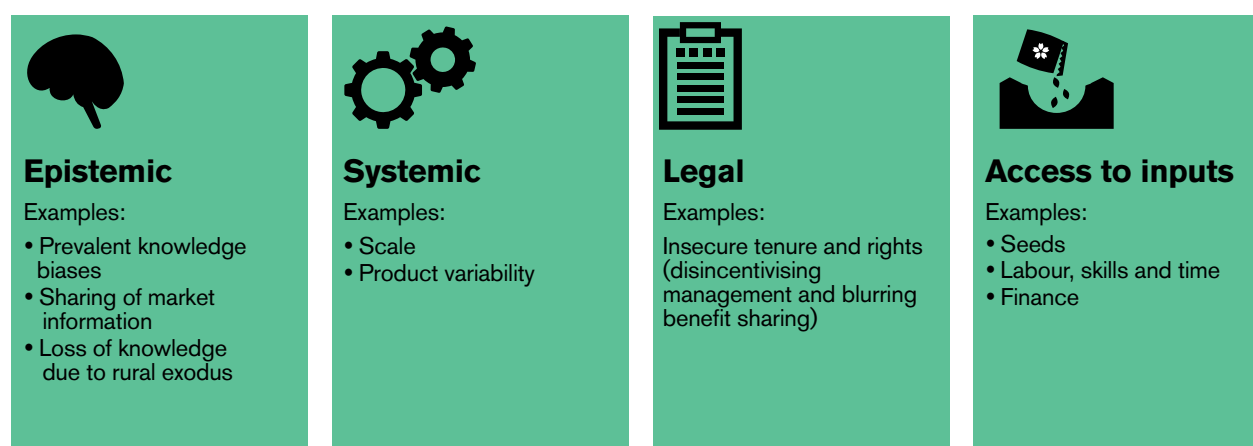 Epistemic
Examples:
• Prevalent knowledge
biases
• Sharing of market
information
• Loss of knowledge
due to rural exodus
Systemic
Examples:
• Scale
• Product variability
Legal
Examples:
Insecure tenure and rights
(disincentivising
management and blurring
benefit sharing)
Access to inputs
Examples:
• Seeds
• Labour, skills and time
• Finance